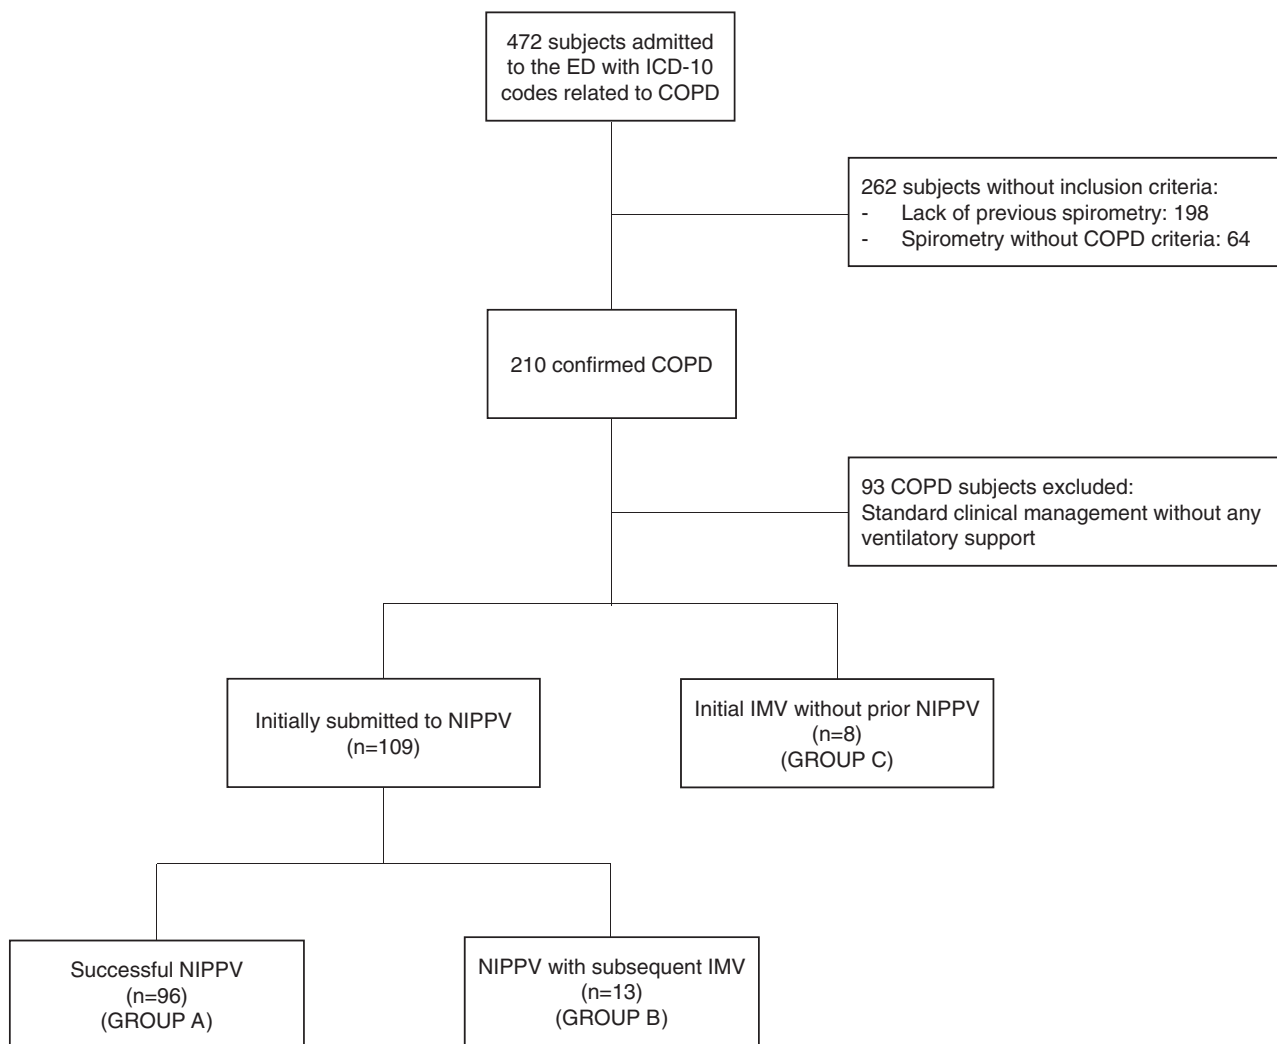 472 subjects admitted
to the ED with ICD-10
codes related to COPD
262 subjects without inclusion criteria:
- Lack of previous spirometry: 198
- Spirometry without COPD criteria: 64
210 confirmed COPD
93 COPD subjects excluded:
Standard clinical management without any
ventilatory support
Initially submitted to NIPPV
(n=109)
Initial IMV without prior NIPPV
(n=8)
(GROUP C)
Successful NIPPV
(n=96)
(GROUP A)
NIPPV with subsequent IMV
(n=13)
(GROUP B)